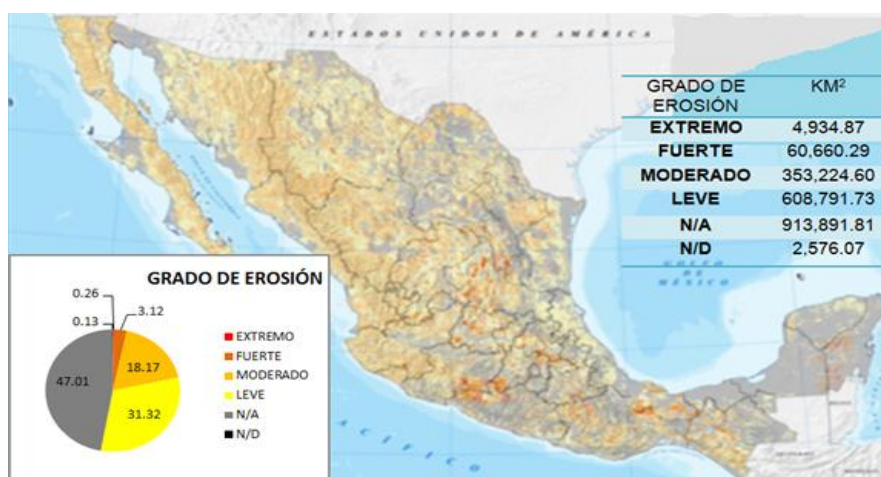 ESTADOS UNIDOS DE AMÉRICA
GRADO DE EROSIÓN KM²
EXTREMO 4,934.87
FUERTE 60,660.29
MODERADO 353,224.60
LEVE 608,791.73
N/A 913,891.81
N/D 2,576.07
GOLFO
DE
MÉXICO
GRADO DE EROSIÓN
0.26
3.12
0.13
18.17
47.01
31.32
EXTREMO
FUERTE
MODERADO
LEVE
N/A
N/D